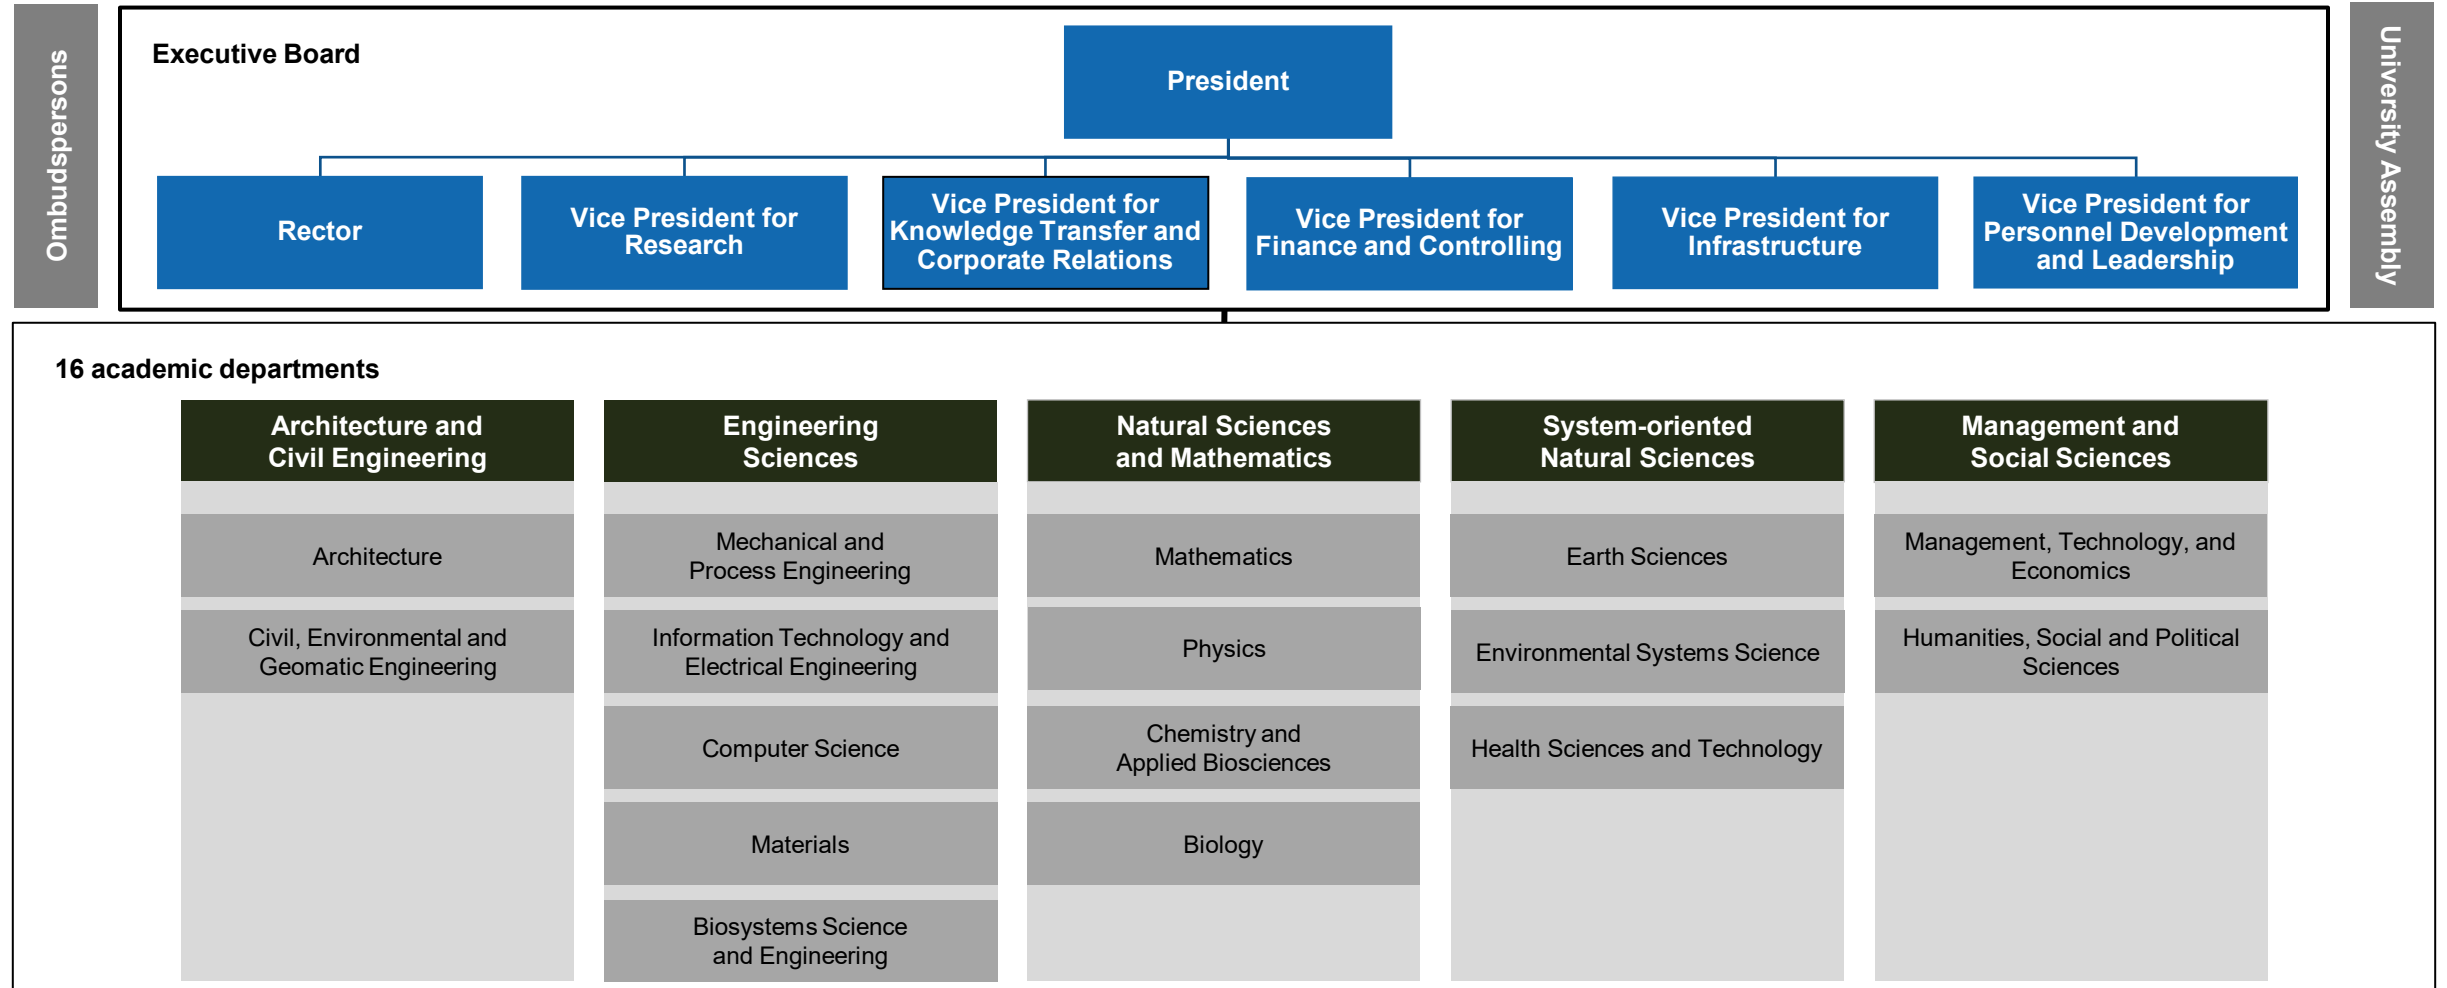 Ombudspersons
Executive Board
President
University Assembly
Rector
Vice President for
Research
Vice President for
Knowledge Transfer and
Corporate Relations
Vice President for
Finance and Controlling
Vice President for
Infrastructure
Vice President for
Personnel Development
and Leadership
16 academic departments
Architecture and
Civil Engineering
Architecture
Civil, Environmental and
Geomatic Engineering
Engineering
Sciences
Mechanical and
Process Engineering
Information Technology and
Electrical Engineering
Computer Science
Materials
Biosystems Science
and Engineering
Natural Sciences
and Mathematics
Mathematics
Physics
Chemistry and
Applied Biosciences
Biology
System-oriented
Natural Sciences
Earth Sciences
Environmental Systems Science
Health Sciences and Technology
Management and
Social Sciences
Management, Technology, and
Economics
Humanities, Social and Political
Sciences